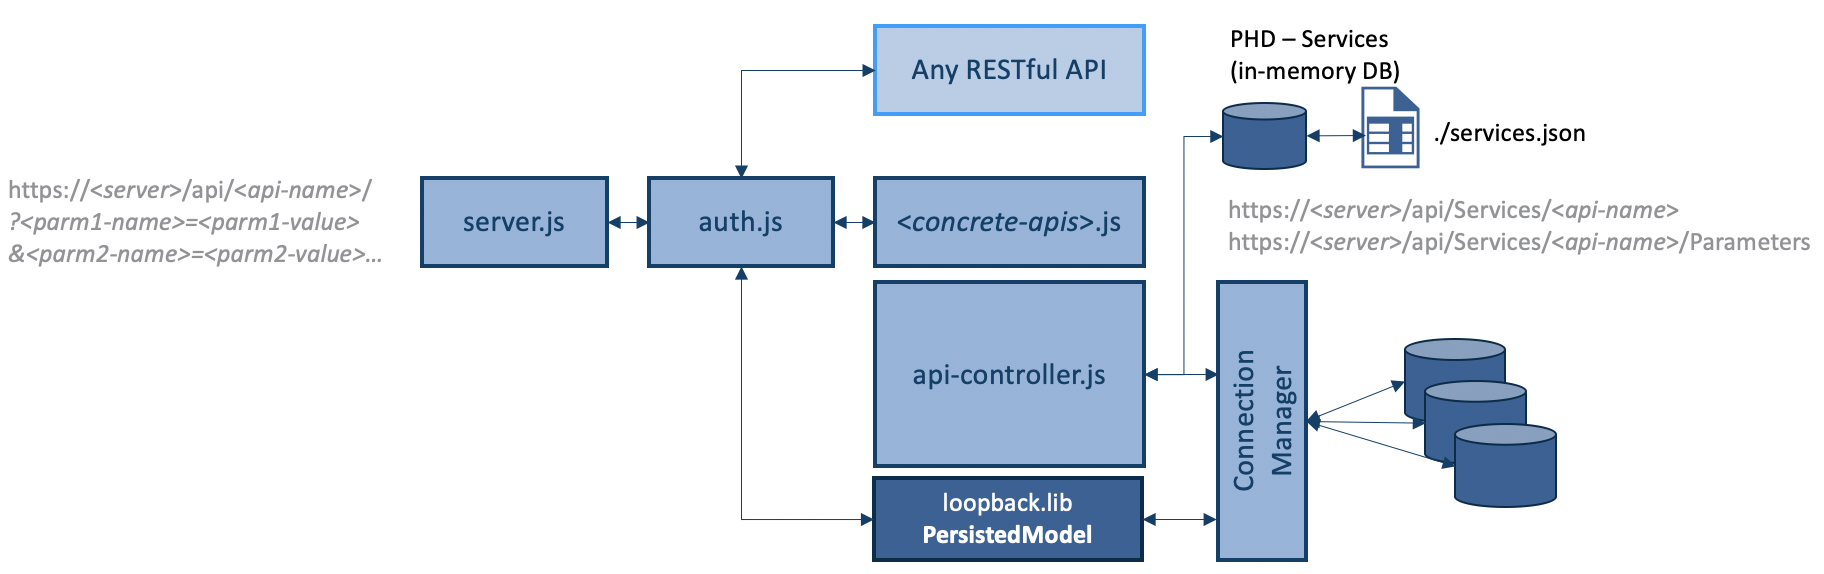 Any RESTful API
PHD – Services
(in-memory DB)
./services.json
https://<server>/api/<api-name>/
?<parm1-name>=<parm1-value>
&<parm2-name>=<parm2-value>...
server.js
auth.js
<concrete-apis>.js
https://<server>/api/Services/<api-name>
https://<server>/api/Services/<api-name>/Parameters
api-controller.js
Connection
Manager
loopback.lib
PersistedModel